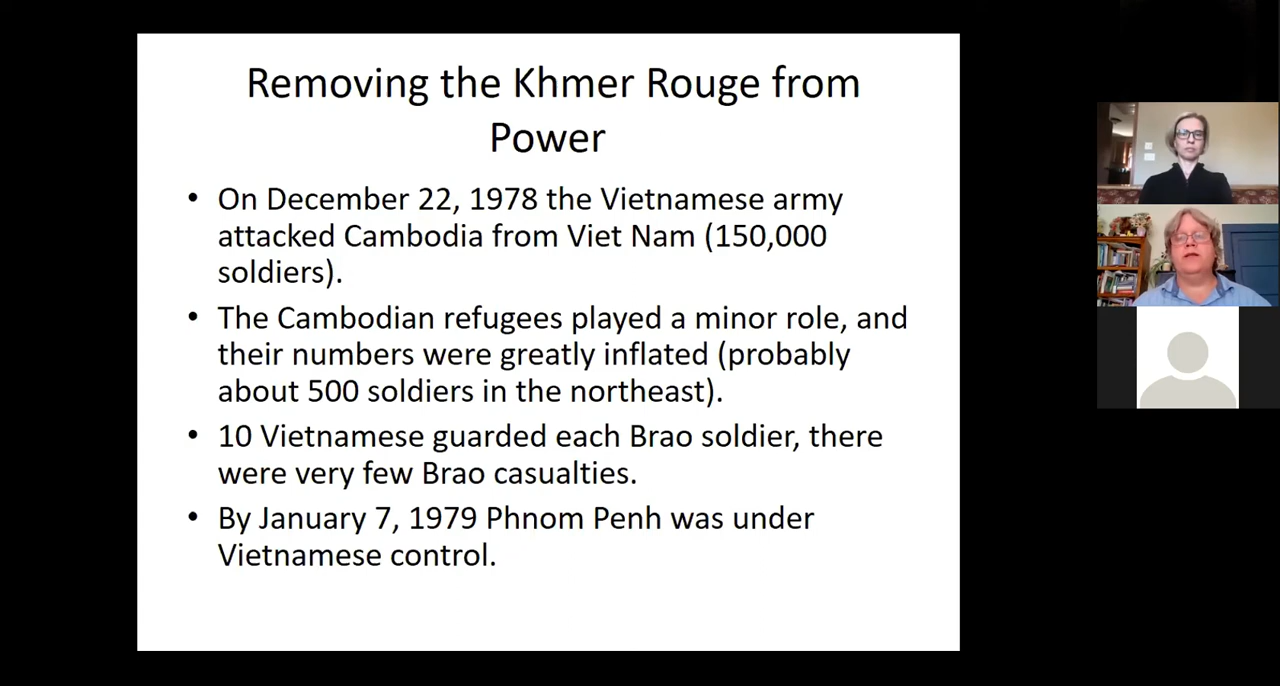 Removing the Khmer Rouge from
Power
• On December 22, 1978 the Vietnamese army
attacked Cambodia from Viet Nam (150,000
soldiers).
• The Cambodian refugees played a minor role, and
their numbers were greatly inflated (probably
about 500 soldiers in the northeast).
• 10 Vietnamese guarded each Brao soldier, there
were very few Brao casualties.
• By January 7, 1979 Phnom Penh was under
Vietnamese control.